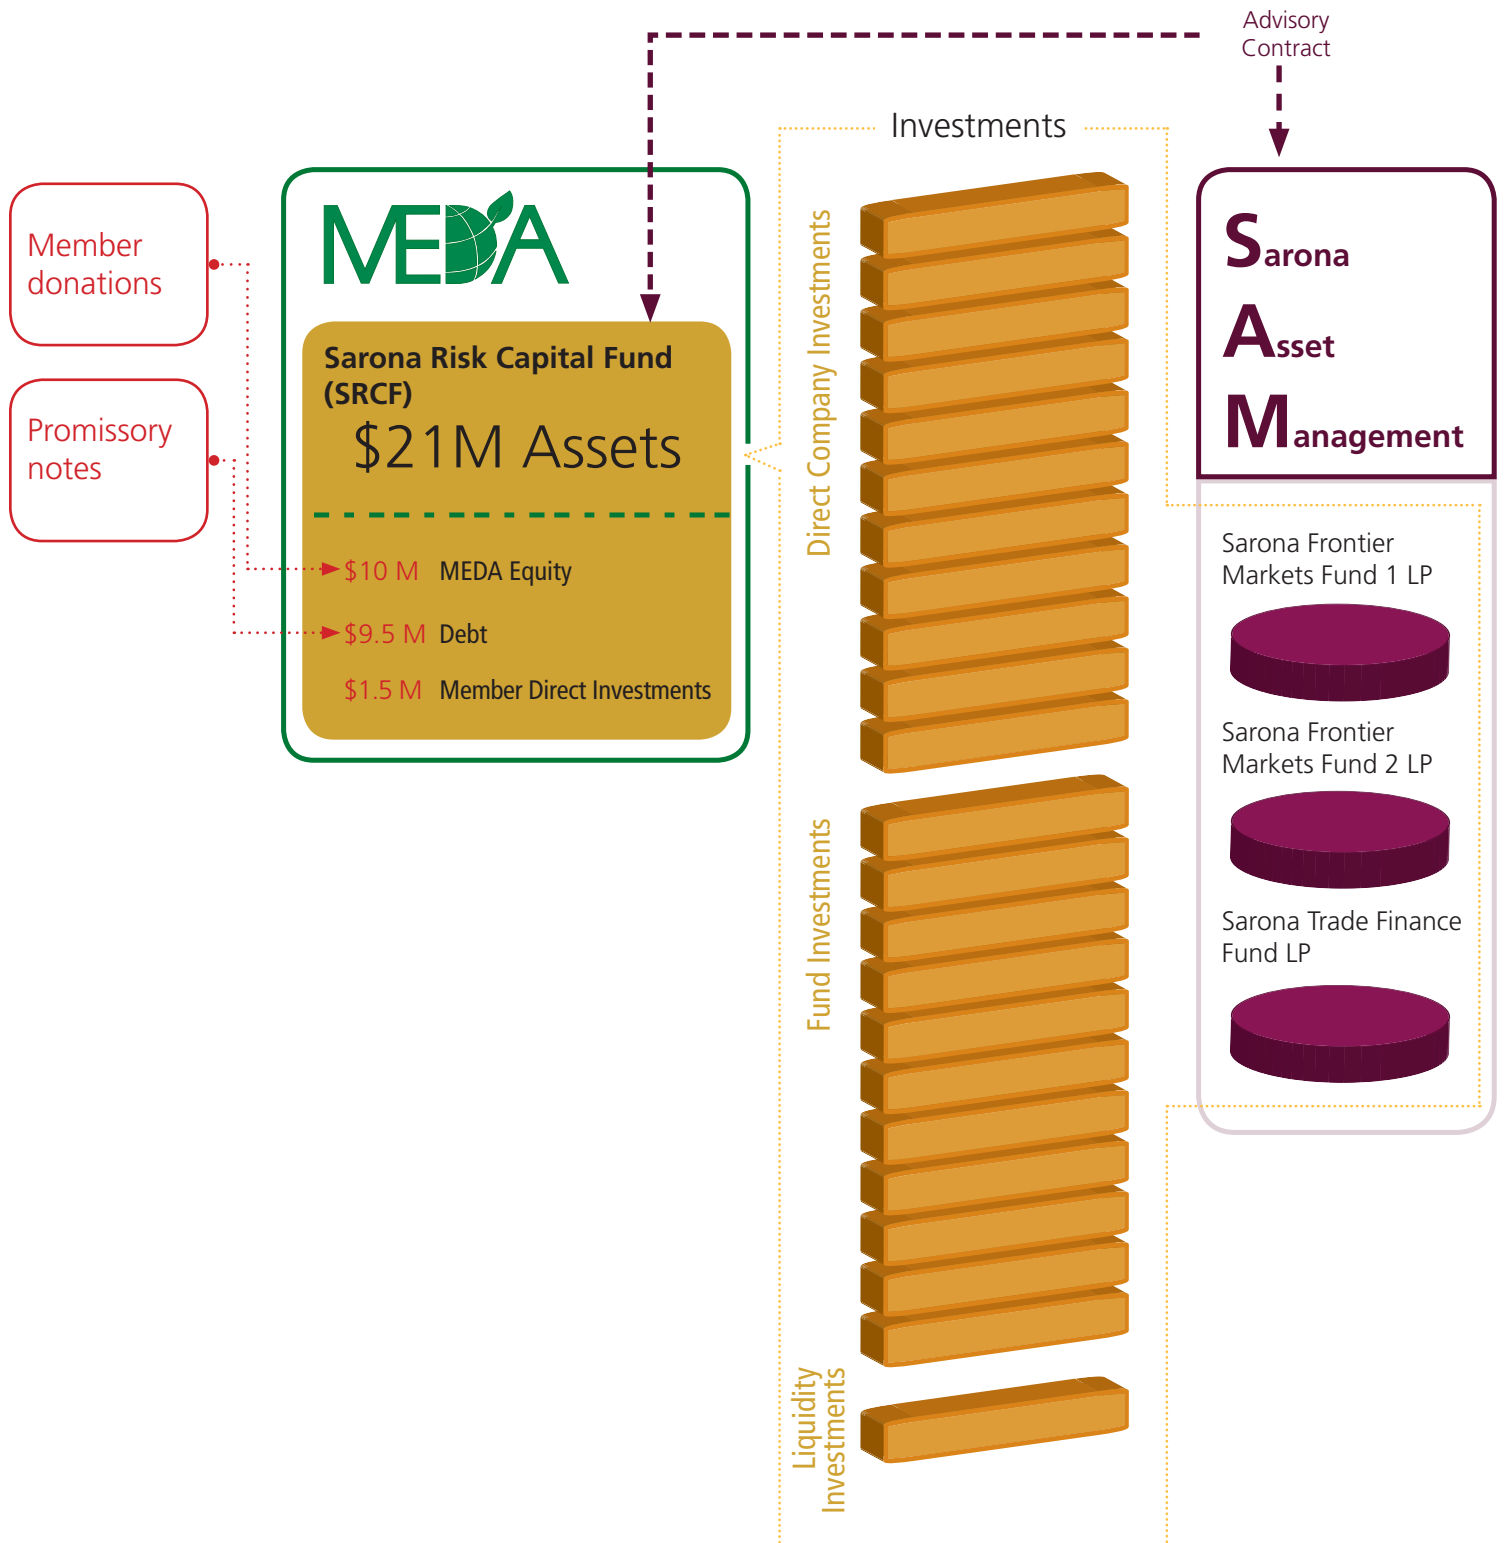 Advisory
Contract
Investments
Member
donations
Promissory
notes
MEDA
Sarona Risk Capital Fund
(SRCF)
$21M Assets
$10 M MEDA Equity
$9.5 M Debt
$1.5 M Member Direct Investments
Direct Company Investments
Fund Investments
Liquidity
Investments
Sarona
Asset
Management
Sarona Frontier
Markets Fund 1 LP
Sarona Frontier
Markets Fund 2 LP
Sarona Trade Finance
Fund LP